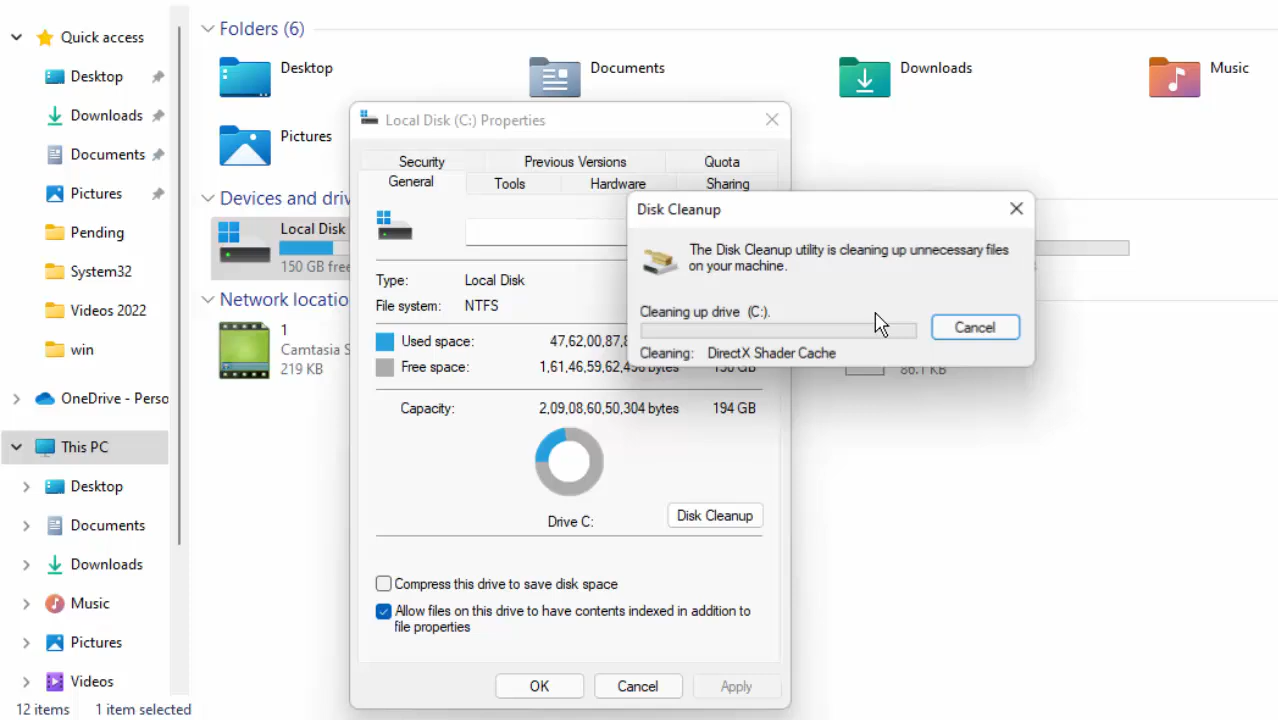 Quick access
Desktop
Downloads
Documents
Pictures
Pending
System32
Videos 2022
win
OneDrive - Perso
This PC
Desktop
Documents
Downloads
Music
Pictures
Videos
12 items 1 item selected
Folders (6)
Desktop
Documents
Downloads
Music
Pictures
Devices and driv
Local Disk
150 GB free
Network locatio
1
Camtasia S
219 KB
86.1 KB
Local Disk (C:) Properties
Security Previous Versions Quota
General Tools Hardware Sharing
Type: Local Disk
File system: NTFS
Used space: 47,62,00,87,8
Free space: 1,61,46,59,62,496 bytes 150 GB
Capacity: 2,09,08,60,50,304 bytes 194 GB
Drive C:
Disk Cleanup
Compress this drive to save disk space
Allow files on this drive to have contents indexed in addition to
file properties
OK Cancel Apply
Disk Cleanup
The Disk Cleanup utility is cleaning up unnecessary files
on your machine.
Cleaning up drive (C:).
Cancel
Cleaning: DirectX Shader Cache